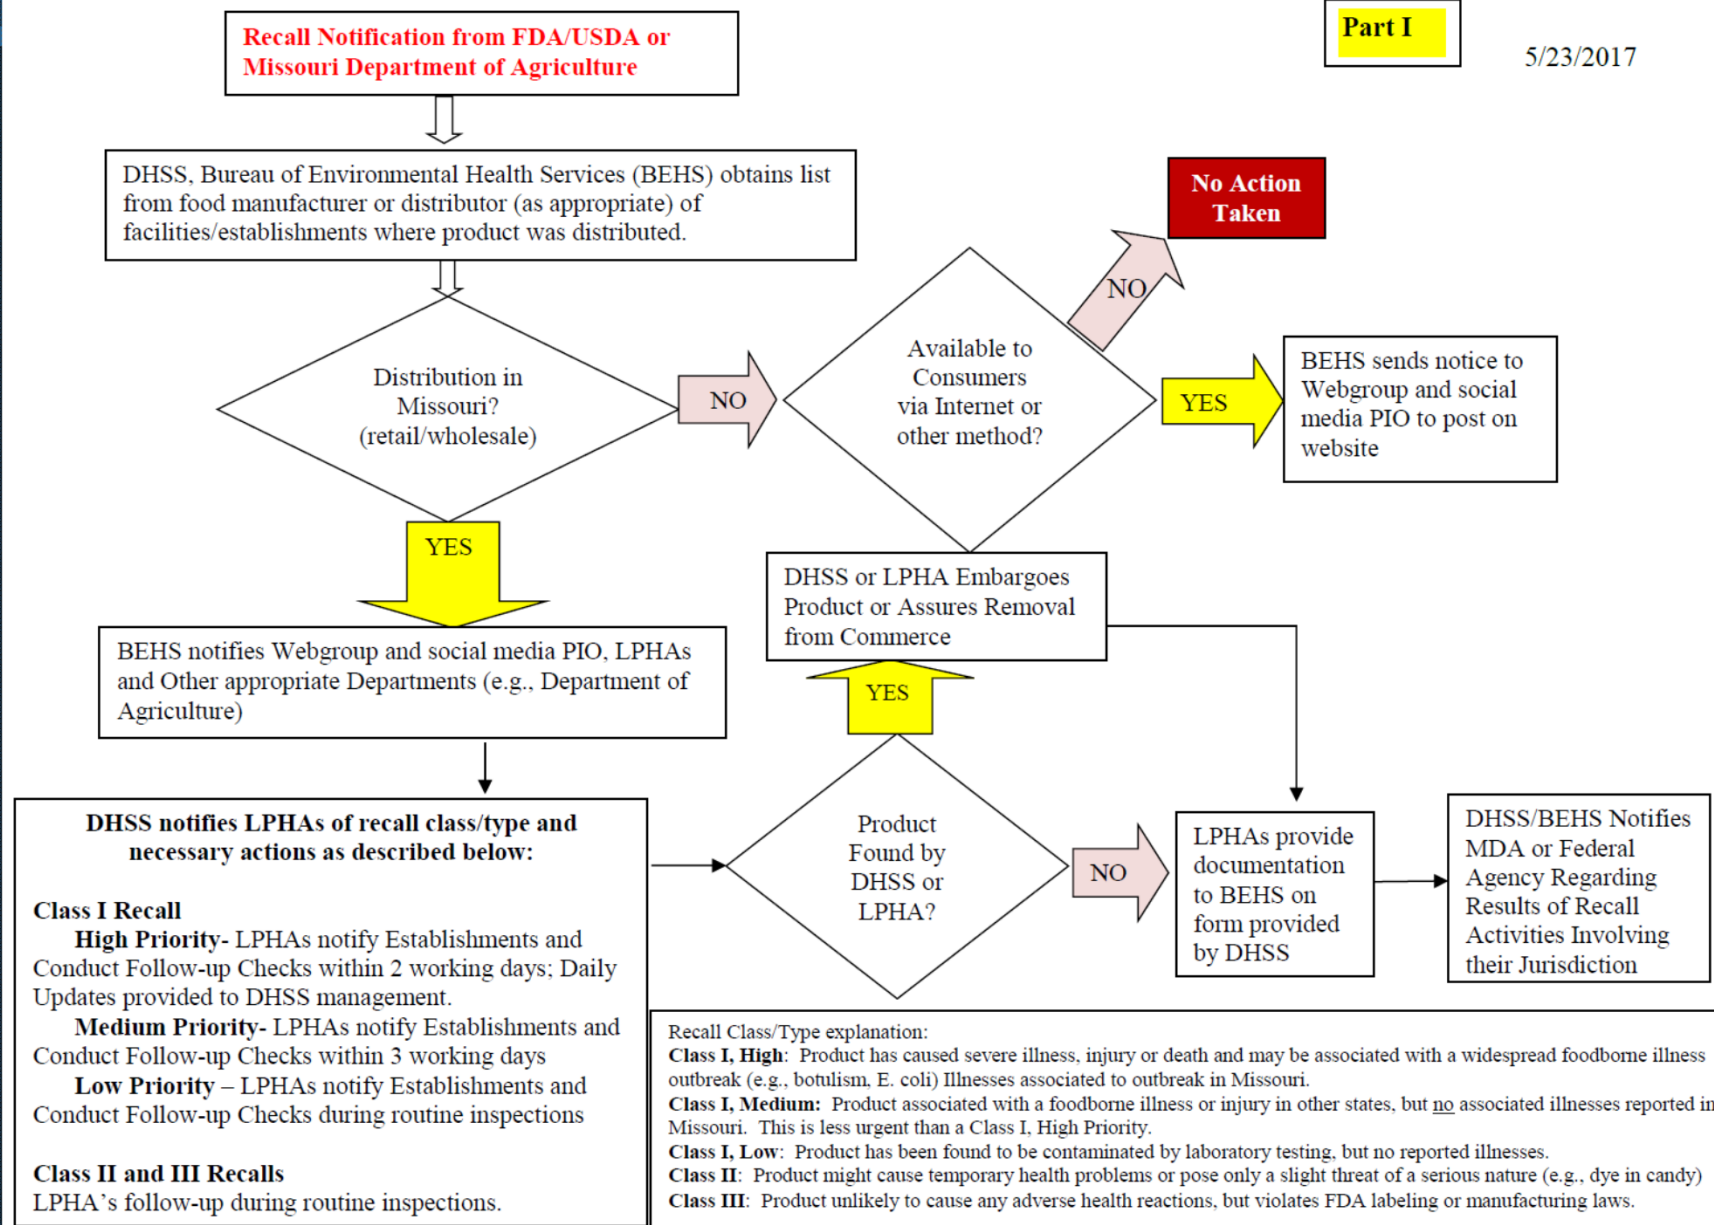 Recall Notification from FDA/USDA or
Missouri Department of Agriculture
Part I
5/23/2017
DHSS, Bureau of Environmental Health Services (BEHS) obtains list
from food manufacturer or distributor (as appropriate) of
facilities/establishments where product was distributed.
No Action
Taken
NO
Distribution in
Missouri?
(retail/wholesale)
NO
Available to
Consumers
via Internet or
other method?
YES
BEHS sends notice to
Webgroup and social
media PIO to post on
website
YES
BEHS notifies Webgroup and social media PIO, LPHAs
and Other appropriate Departments (e.g., Department of
Agriculture)
DHSS or LPHA Embargoes
Product or Assures Removal
from Commerce
YES
DHSS notifies LPHAs of recall class/type and
necessary actions as described below:
Class I Recall
High Priority- LPHAs notify Establishments and
Conduct Follow-up Checks within 2 working days; Daily
Updates provided to DHSS management.
Medium Priority- LPHAs notify Establishments and
Conduct Follow-up Checks within 3 working days
Low Priority – LPHAs notify Establishments and
Conduct Follow-up Checks during routine inspections
Class II and III Recalls
LPHA's follow-up during routine inspections.
Product
Found by
DHSS or
LPHA?
NO
LPHAs provide
documentation
to BEHS on
form provided
by DHSS
DHSS/BEHS Notifies
MDA or Federal
Agency Regarding
Results of Recall
Activities Involving
their Jurisdiction
Recall Class/Type explanation:
Class I, High: Product has caused severe illness, injury or death and may be associated with a widespread foodborne illness
outbreak (e.g., botulism, E. coli) Illnesses associated to outbreak in Missouri.
Class I, Medium: Product associated with a foodborne illness or injury in other states, but no associated illnesses reported in
Missouri. This is less urgent than a Class I, High Priority.
Class I, Low: Product has been found to be contaminated by laboratory testing, but no reported illnesses.
Class II: Product might cause temporary health problems or pose only a slight threat of a serious nature (e.g., dye in candy)
Class III: Product unlikely to cause any adverse health reactions, but violates FDA labeling or manufacturing laws.